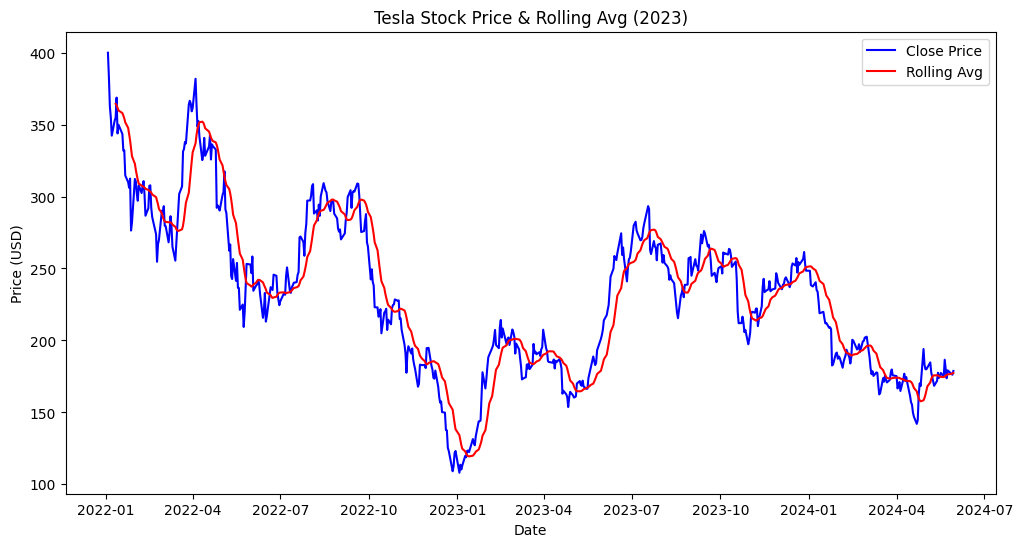 Tesla Stock Price & Rolling Avg (2023)
Close Price
Rolling Avg
Price (USD)
400
350
300
250
200
150
100
2022-01 2022-04 2022-07 2022-10 2023-01 2023-04 2023-07 2023-10 2024-01 2024-04 2024-07
Date